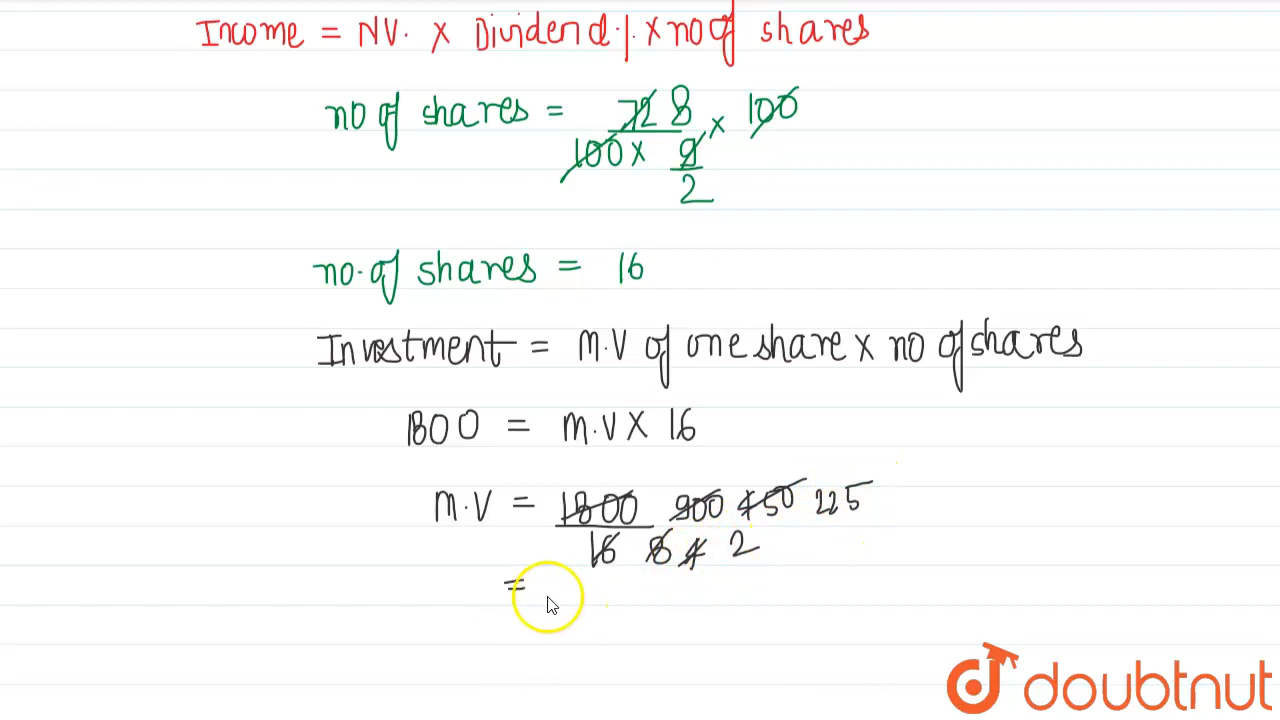 Income = NV. x Dividend % x no of shares
no of shares = 72 8 x 100
100 x 9
2
no. of shares = 16
Investment = M.V of one share x no of shares
1800 = M.V x 16
M.V = 1800 900 450 225
16 8 4 2
=
doubtnut